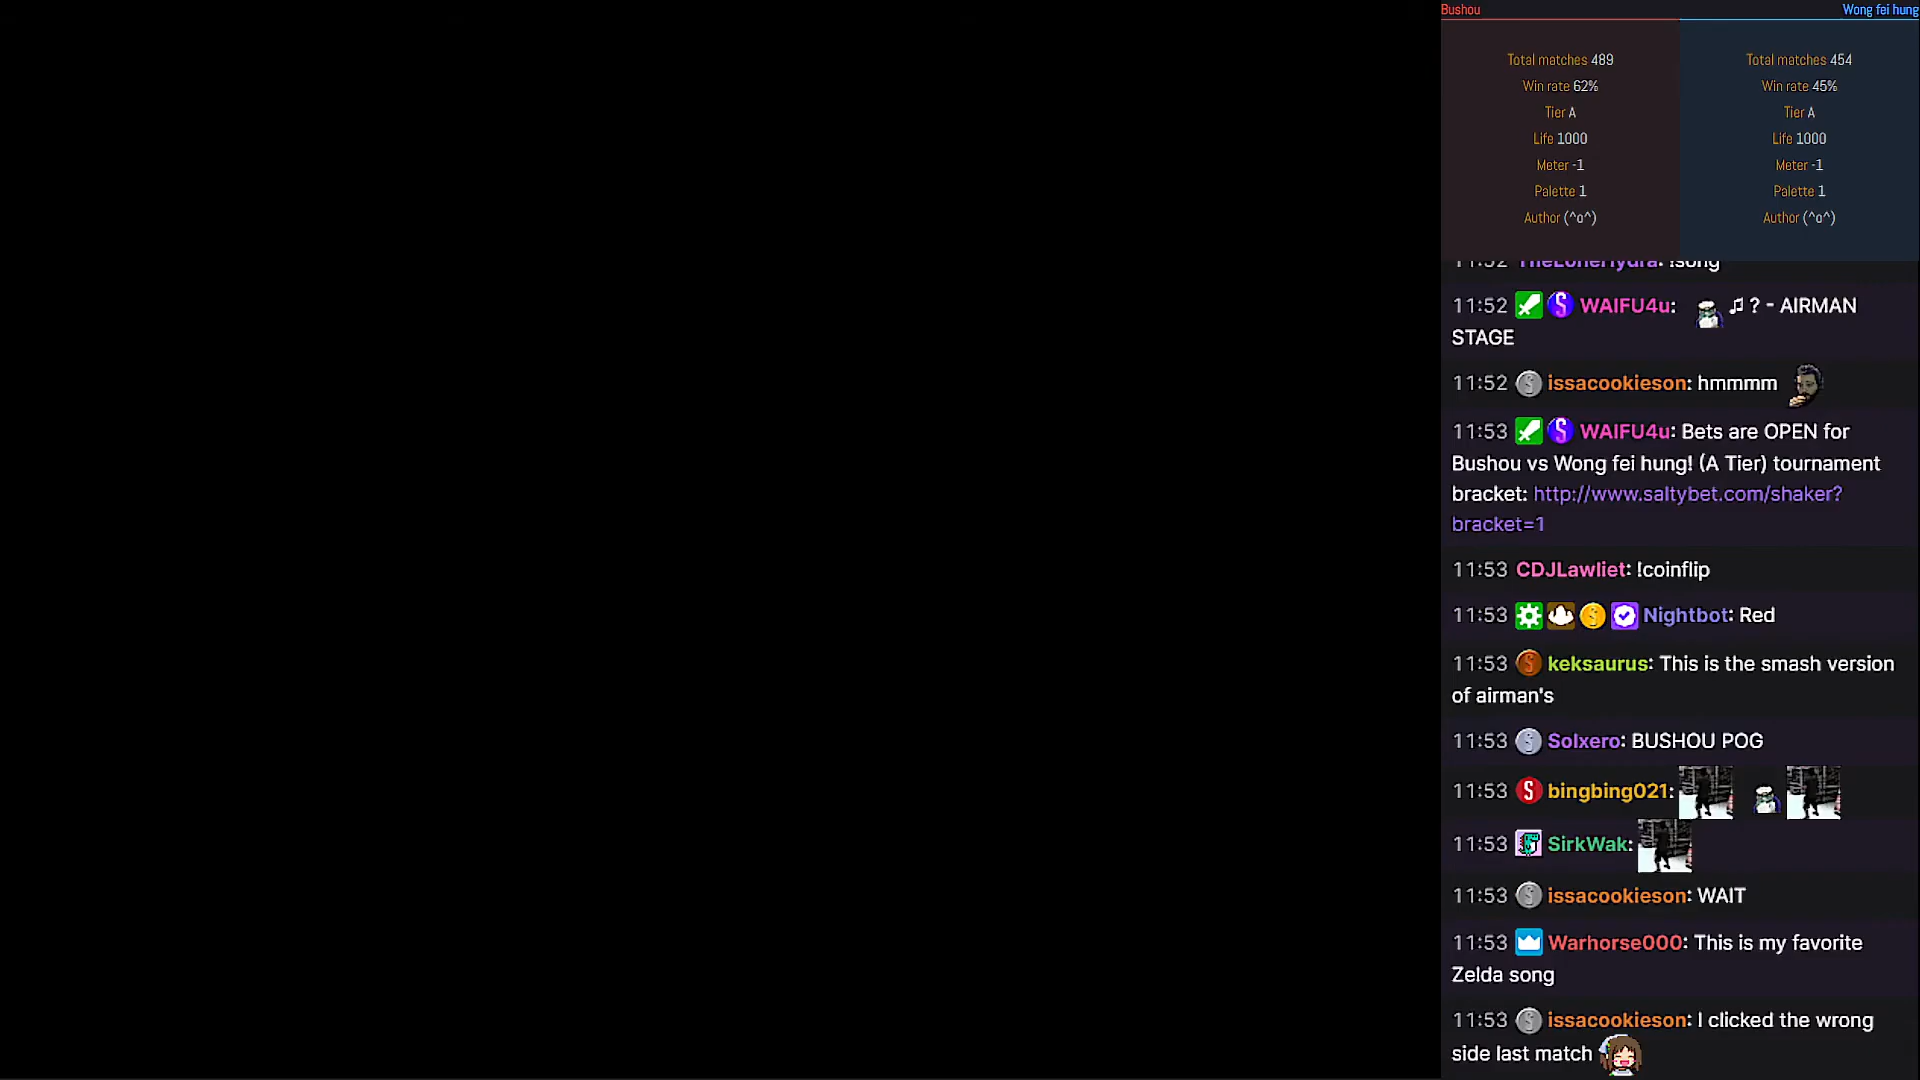 Bushou
Wong fei hung
Total matches 489
Win rate 62%
Tier A
Life 1000
Meter -1
Palette 1
Author (^o^)
Total matches 454
Win rate 45%
Tier A
Life 1000
Meter -1
Palette 1
Author (^o^)
11:52 TheLoneHydra: !song
11:52 WAIFU4u: ♫ ? - AIRMAN
STAGE
11:52 issacookieson: hmmmm
11:53 WAIFU4u: Bets are OPEN for
Bushou vs Wong fei hung! (A Tier) tournament
bracket: http://www.saltybet.com/shaker?
bracket=1
11:53 CDJLawliet: !coinflip
11:53 Nightbot: Red
11:53 keksaurus: This is the smash version
of airman's
11:53 Solxero: BUSHOU POG
11:53 bingbing021:
11:53 SirkWak:
11:53 issacookieson: WAIT
11:53 Warhorse000: This is my favorite
Zelda song
11:53 issacookieson: I clicked the wrong
side last match